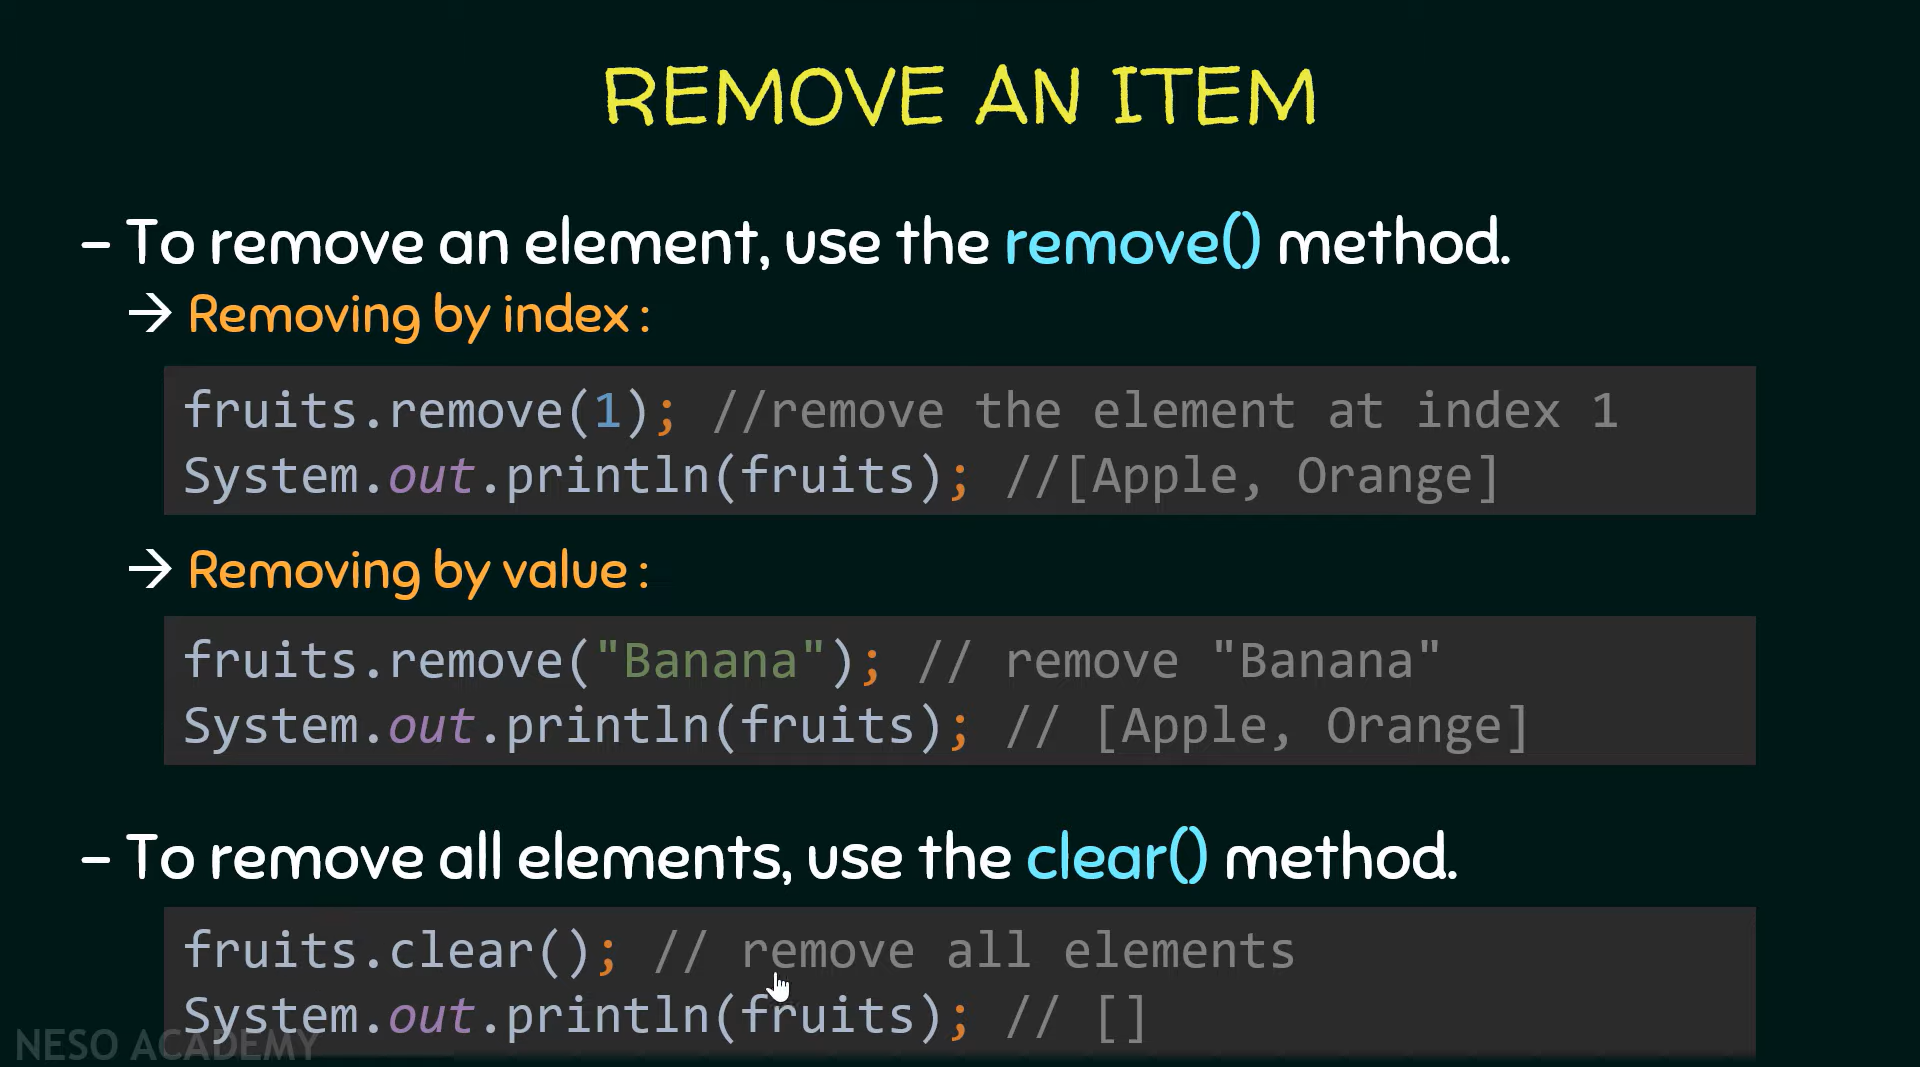 REMOVE AN ITEM
– To remove an element, use the remove() method.
→ Removing by index :
fruits.remove(1); //remove the element at index 1
System.out.println(fruits); //[Apple, Orange]
→ Removing by value :
fruits.remove("Banana"); // remove "Banana"
System.out.println(fruits); // [Apple, Orange]
– To remove all elements, use the clear() method.
fruits.clear(); // remove all elements
System.out.println(fruits); // []
NESO ACADEMY